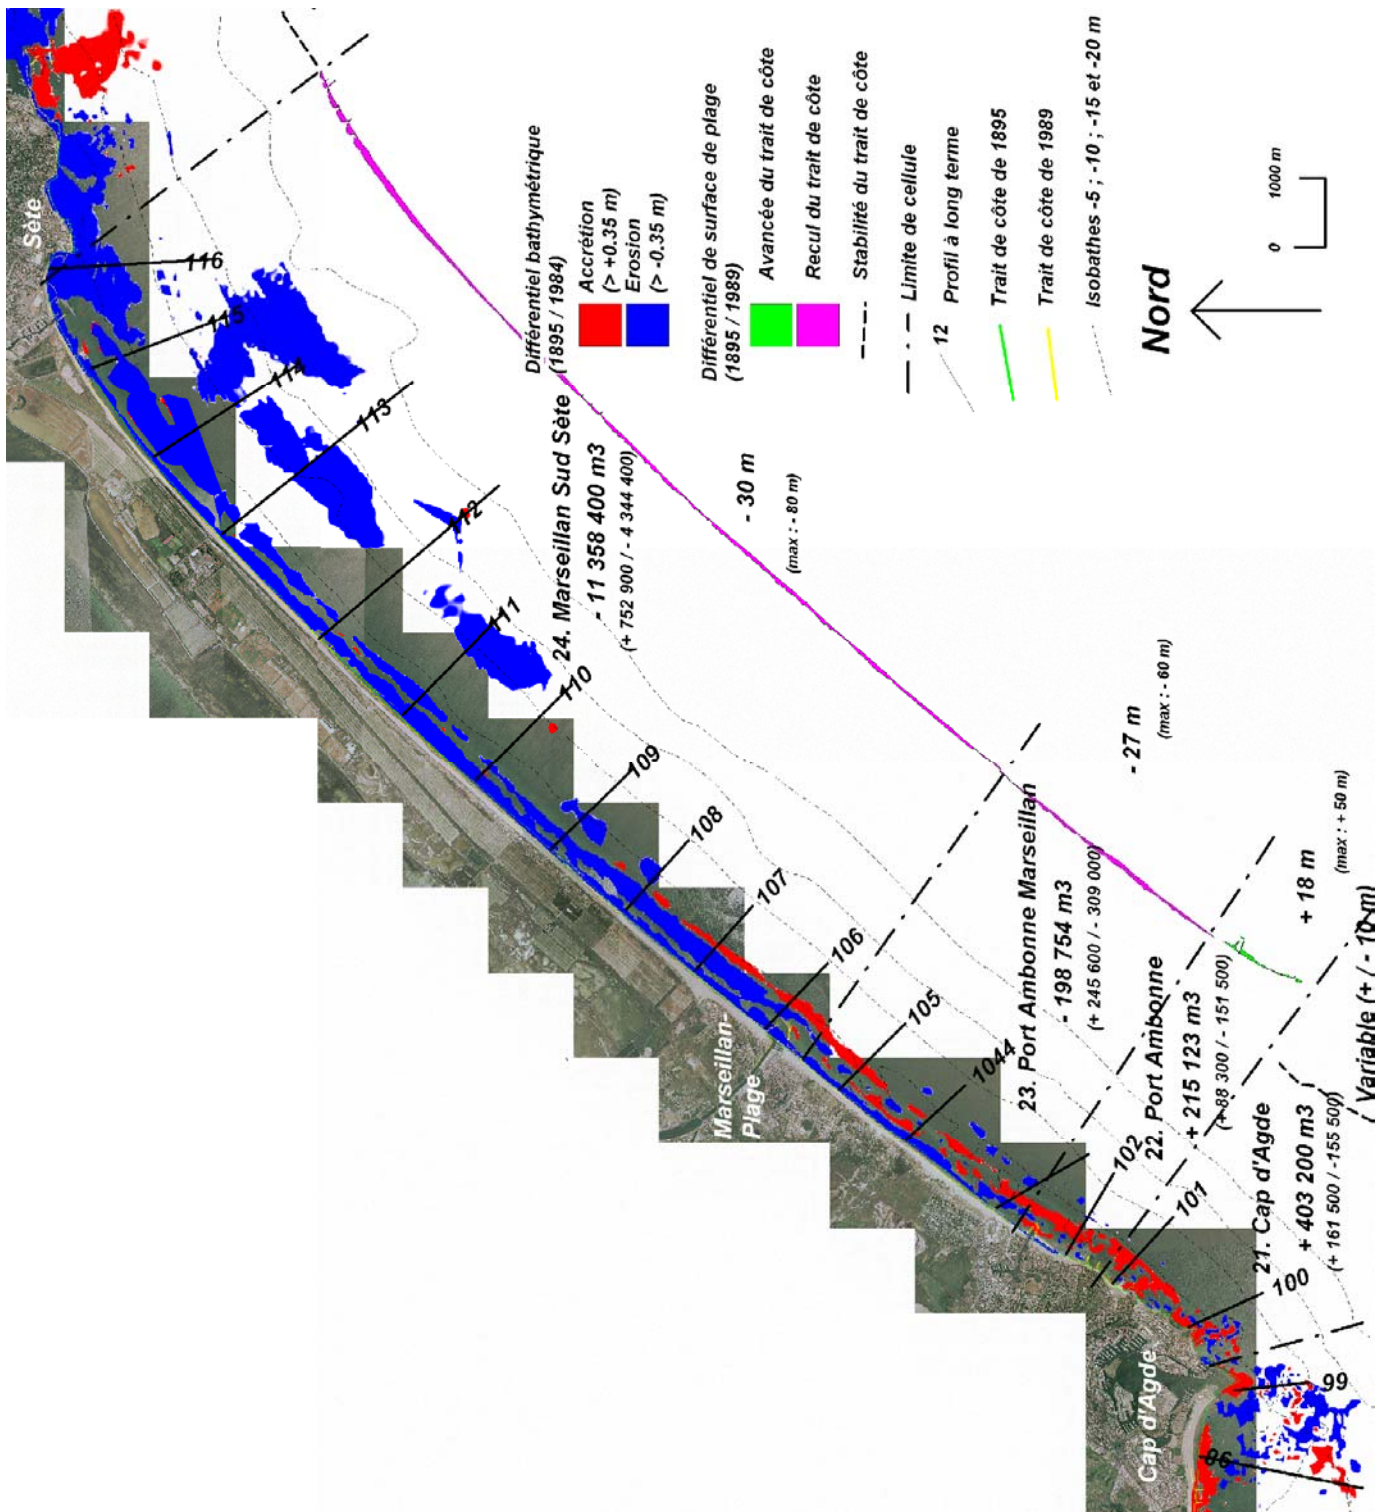 Sète
116
115
114
113
112
111
110
109
108
107
106
105
1044
102
101
100
99
86
Marseillan-
Plage
Cap d'Agde
24. Marseillan Sud Sète
- 11 358 400 m3
(+ 752 900 / - 4 344 400)
- 30 m
(max : - 80 m)
23. Port Ambonne Marseillan
- 198 754 m3
(+ 245 600 / - 309 000)
- 27 m
(max : - 60 m)
22. Port Ambonne
+ 215 123 m3
(+ 88 300 / - 151 500)
+ 18 m
(max : + 50 m)
21. Cap d'Agde
+ 403 200 m3
(+ 161 500 / -155 500)
Variable (+ / - 10 m)
Différentiel bathymétrique
(1895 / 1984)
Accrétion
(> +0.35 m)
Erosion
(> -0.35 m)
Différentiel de surface de plage
(1895 / 1989)
Avancée du trait de côte
Recul du trait de côte
Stabilité du trait de côte
Limite de cellule
12 Profil à long terme
Trait de côte de 1895
Trait de côte de 1989
Isobathes -5 ; -10 ; -15 et -20 m
Nord
0 1000 m